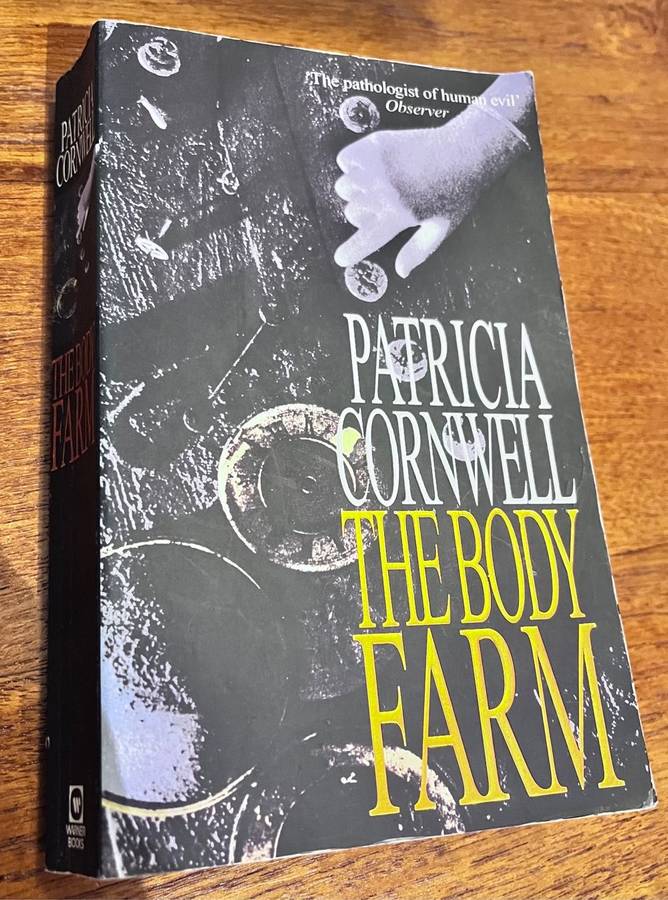 'The pathologist of human evil'
Observer
PATRICIA
CORNWELL
THE BODY
FARM
PATRICIA
CORNWELL
THE BODY
FARM
W
WARNER
BOOKS